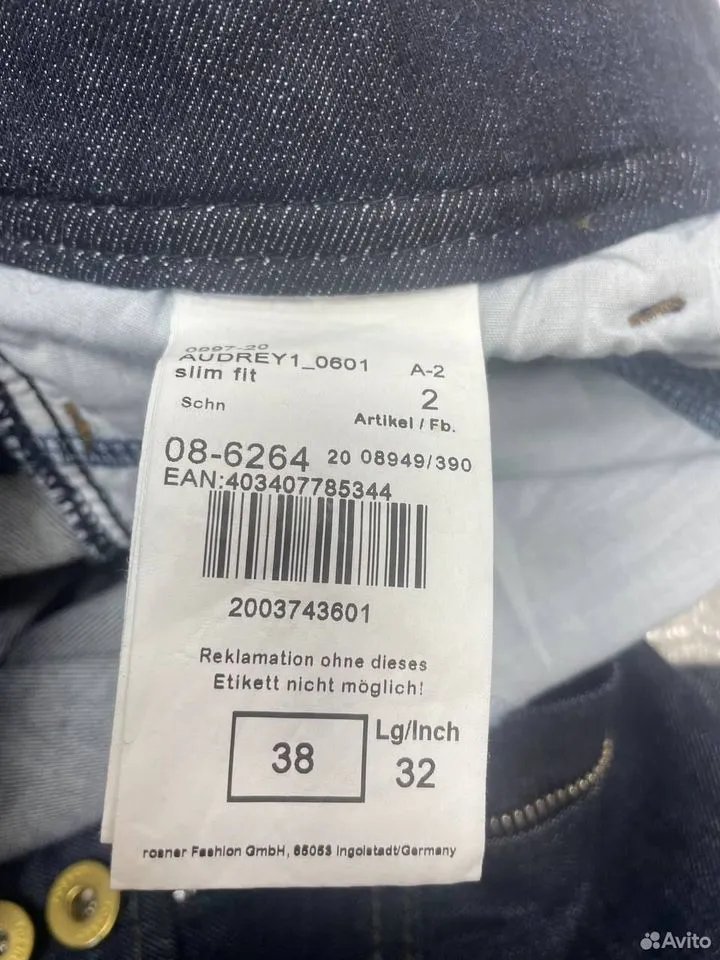 0997-20
AUDREY1_0601 A-2
slim fit 2
Schn Artikel / Fb.
08-6264 20 08949/390
EAN:403407785344
2003743601
Reklamation ohne dieses
Etikett nicht möglich!
38 Lg/Inch
32
rosner Fashion GmbH, 85053 Ingolstadt/Germany
Avito